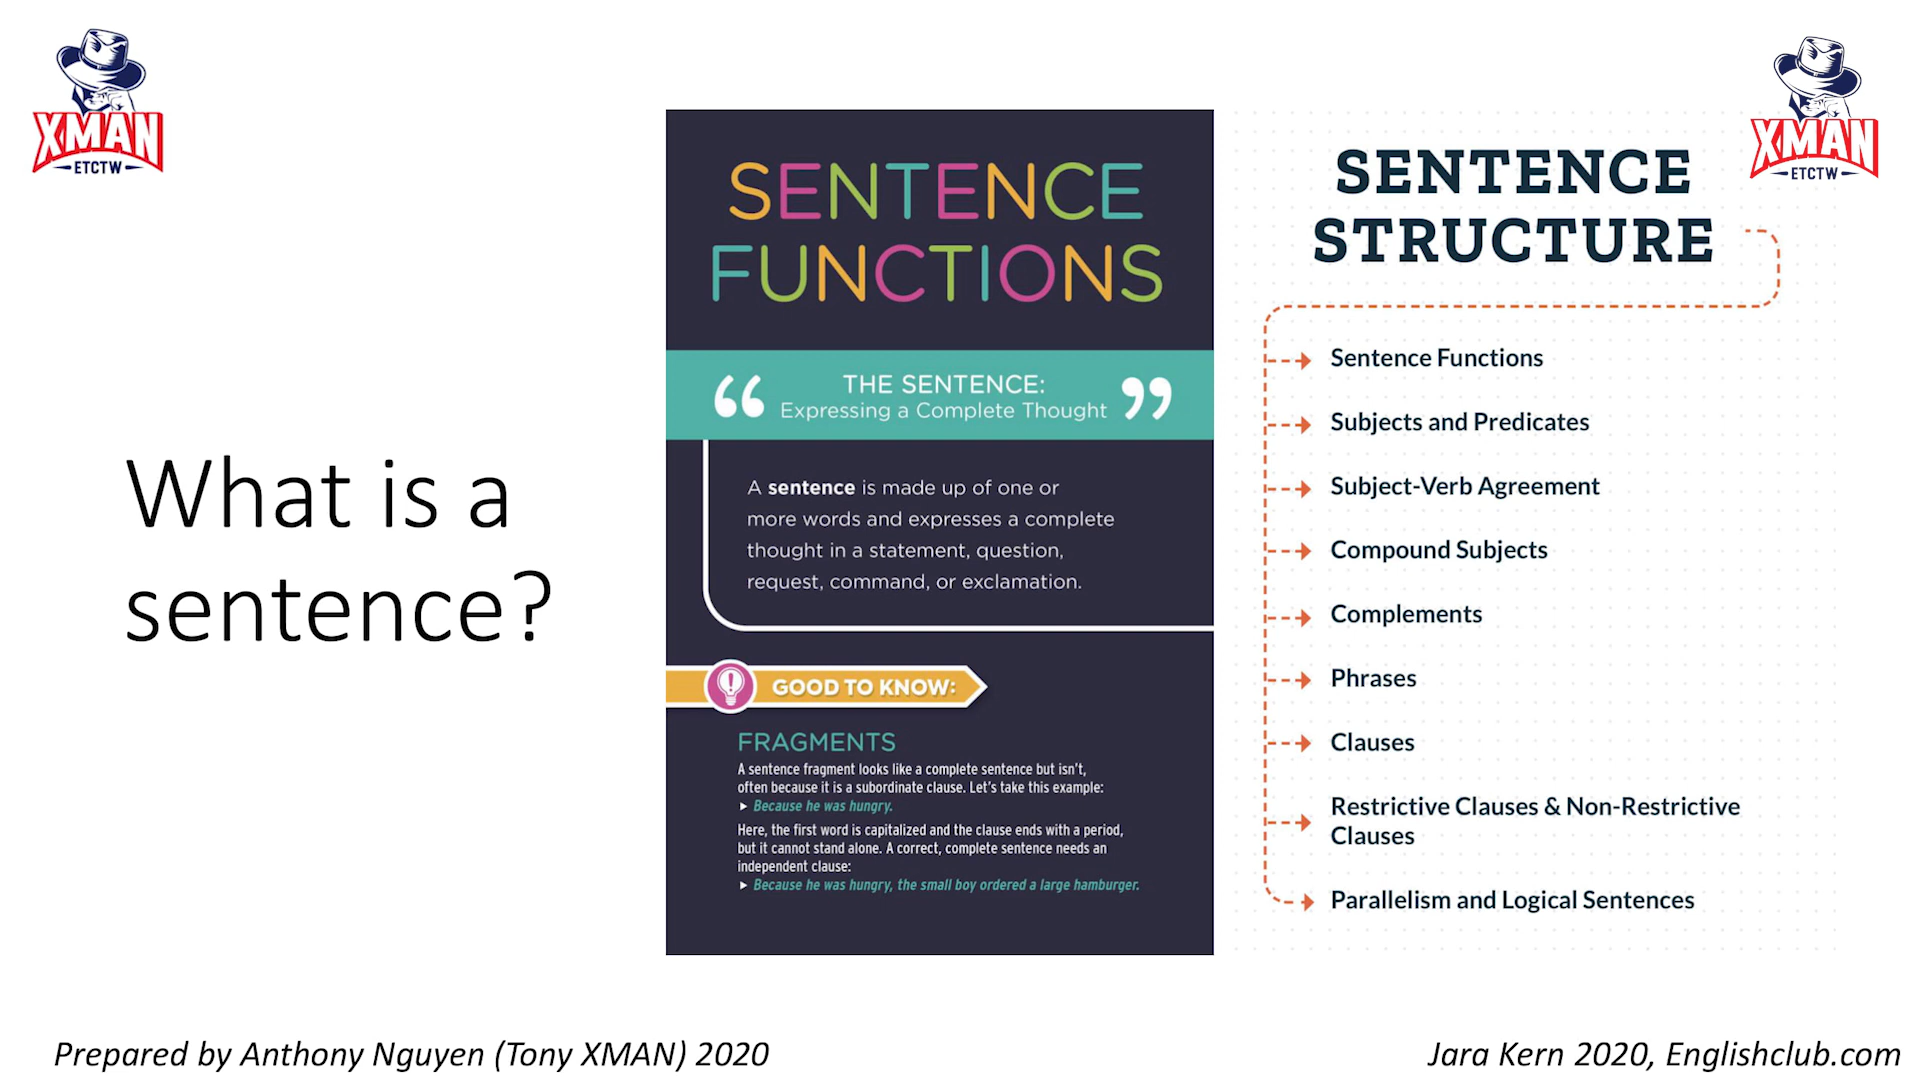 XMAN
ETCTW
XMAN
ETCTW
What is a
sentence?
SENTENCE
FUNCTIONS
“ THE SENTENCE: ”
Expressing a Complete Thought
A sentence is made up of one or
more words and expresses a complete
thought in a statement, question,
request, command, or exclamation.
GOOD TO KNOW:
FRAGMENTS
A sentence fragment looks like a complete sentence but isn't,
often because it is a subordinate clause. Let's take this example:
► Because he was hungry.
Here, the first word is capitalized and the clause ends with a period,
but it cannot stand alone. A correct, complete sentence needs an
independent clause:
► Because he was hungry, the small boy ordered a large hamburger.
SENTENCE
STRUCTURE
Sentence Functions
Subjects and Predicates
Subject-Verb Agreement
Compound Subjects
Complements
Phrases
Clauses
Restrictive Clauses & Non-Restrictive
Clauses
Parallelism and Logical Sentences
Prepared by Anthony Nguyen (Tony XMAN) 2020
Jara Kern 2020, Englishclub.com